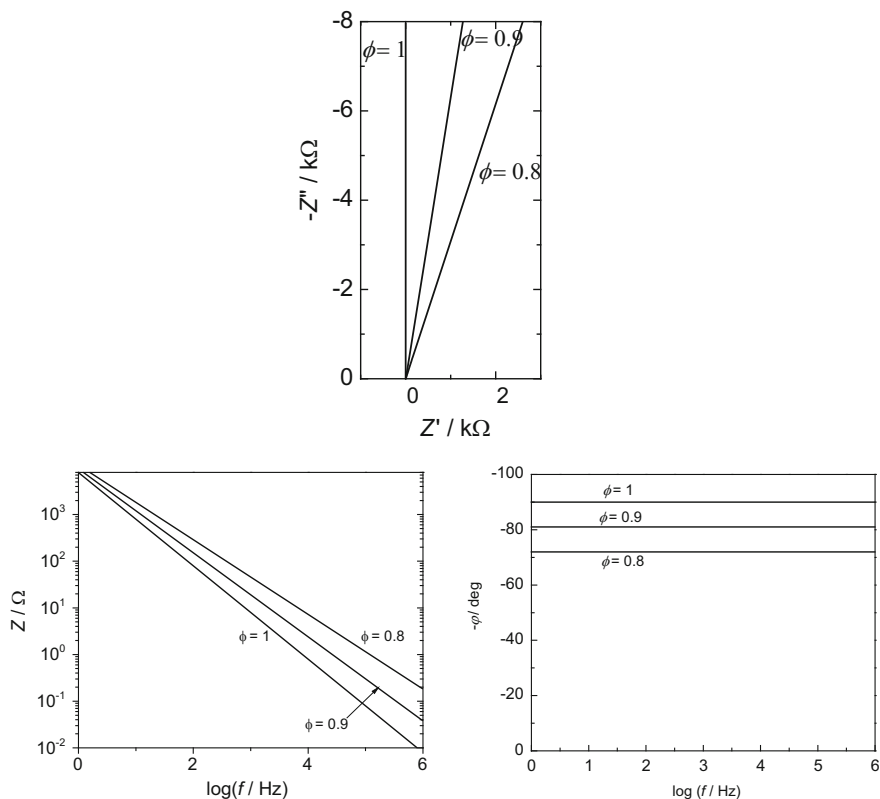 -8
-6
-4
-2
0
-Z" / kΩ
ϕ= 1
ϕ= 0.9
ϕ= 0.8
0 2
Z' / kΩ
10³
10²
10¹
10⁰
10⁻¹
10⁻²
Z / Ω
ϕ = 0.8
ϕ = 1
ϕ = 0.9
0 2 4 6
log(f / Hz)
-100
-80
-60
-40
-20
0
-φ/ deg
ϕ = 1
ϕ = 0.9
ϕ = 0.8
0 1 2 3 4 5 6
log (f / Hz)